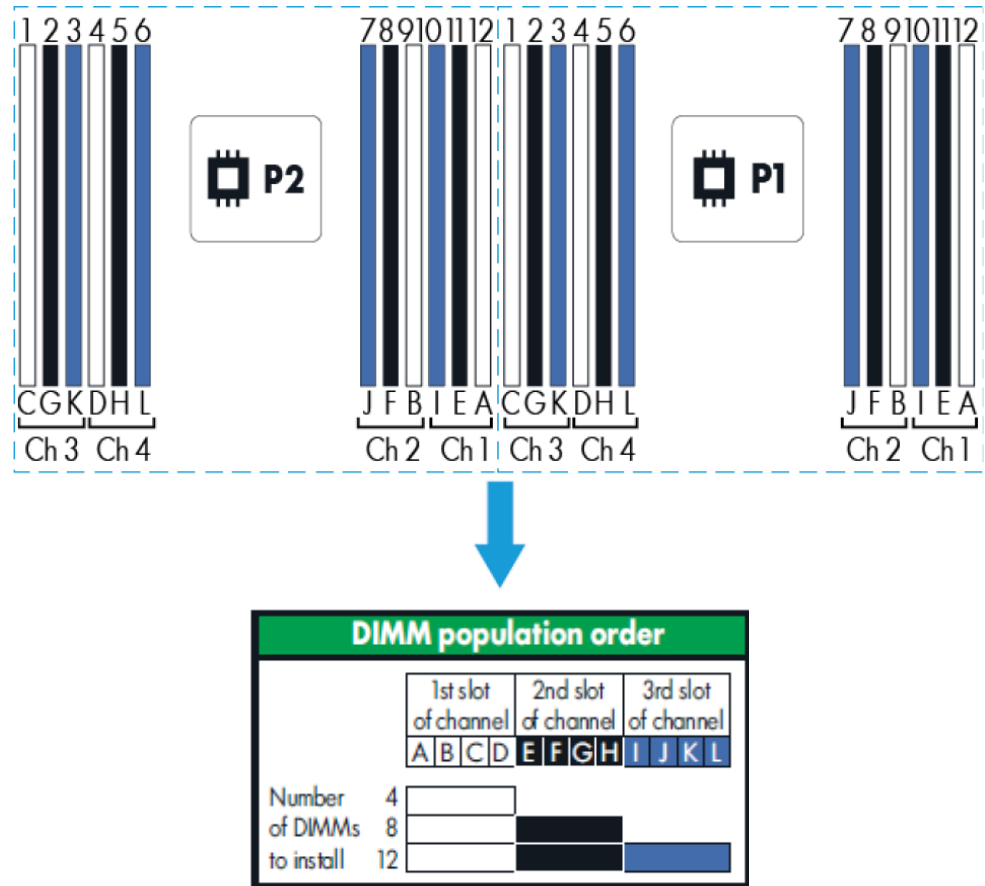 1 2 3 4 5 6 7 8 9 10 11 12 1 2 3 4 5 6 7 8 9 10 11 12
P2 P1
C G K D H L J F B I E A C G K D H L J F B I E A
Ch 3 Ch 4 Ch 2 Ch 1 Ch 3 Ch 4 Ch 2 Ch 1
DIMM population order
1st slot 2nd slot 3rd slot
of channel of channel of channel
A B C D E F G H I J K L
Number 4
of DIMMs 8
to install 12